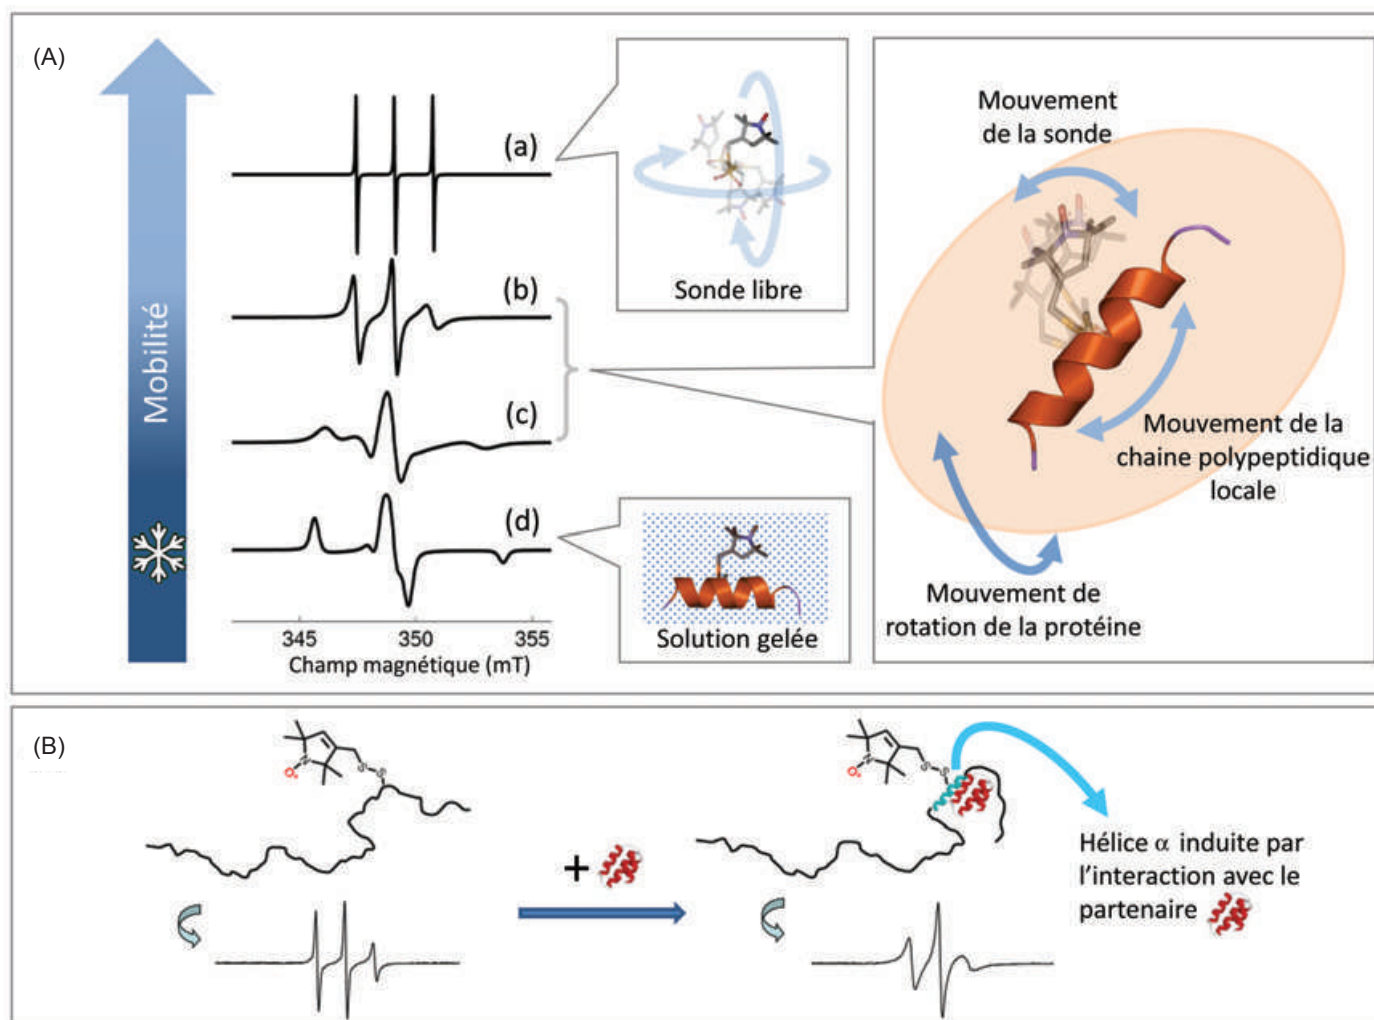 (A)
Mobilité
(a)
(b)
(c)
(d)
345
350
355
Champ magnétique (mT)
Sonde libre
Solution gelée
Mouvement
de la sonde
Mouvement de la
chaine polypeptidique
locale
Mouvement de
rotation de la protéine
(B)
N
O•
S
S
+
N
O•
S
S
Hélice α induite par
l'interaction avec le
partenaire